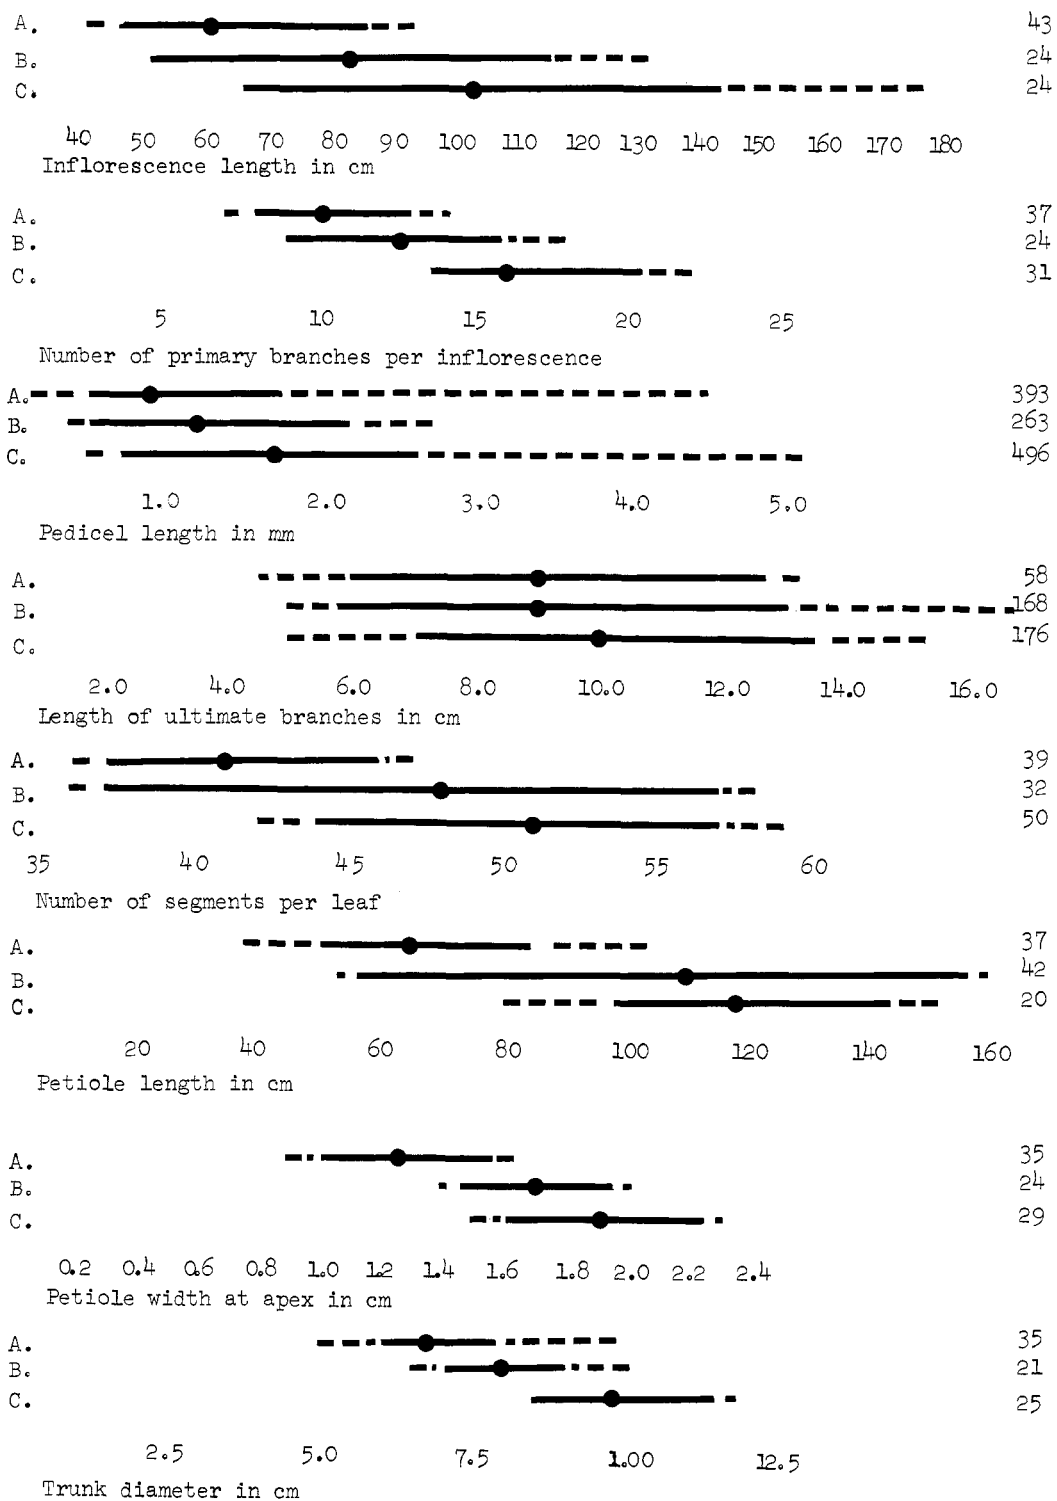 A. 43
B. 24
C. 24
40 50 60 70 80 90 100 110 120 130 140 150 160 170 180
Inflorescence length in cm
A. 37
B. 24
C. 31
5 10 15 20 25
Number of primary branches per inflorescence
A. 393
B. 263
C. 496
1.0 2.0 3.0 4.0 5.0
Pedicel length in mm
A. 58
B. 168
C. 176
2.0 4.0 6.0 8.0 10.0 12.0 14.0 16.0
Length of ultimate branches in cm
A. 39
B. 32
C. 50
35 40 45 50 55 60
Number of segments per leaf
A. 37
B. 42
C. 20
20 40 60 80 100 120 140 160
Petiole length in cm
A. 35
B. 24
C. 29
0.2 0.4 0.6 0.8 1.0 1.2 1.4 1.6 1.8 2.0 2.2 2.4
Petiole width at apex in cm
A. 35
B. 21
C. 25
2.5 5.0 7.5 1.00 12.5
Trunk diameter in cm